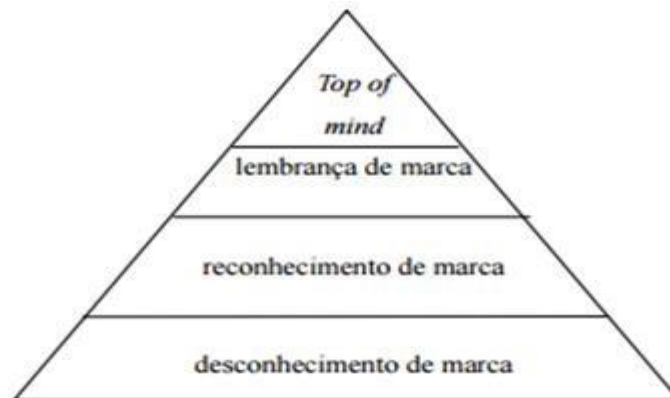 Top of
mind
lembrança de marca
reconhecimento de marca
desconhecimento de marca